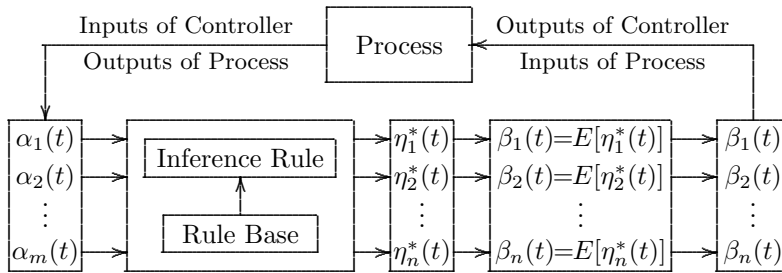 Inputs of Controller
Outputs of Process
Process
Outputs of Controller
Inputs of Process
α₁(t)
α₂(t)
⋮
αₘ(t)
Inference Rule
Rule Base
η₁*(t)
η₂*(t)
⋮
ηₙ*(t)
β₁(t)=E[η₁*(t)]
β₂(t)=E[η₂*(t)]
⋮
βₙ(t)=E[ηₙ*(t)]
β₁(t)
β₂(t)
⋮
βₙ(t)